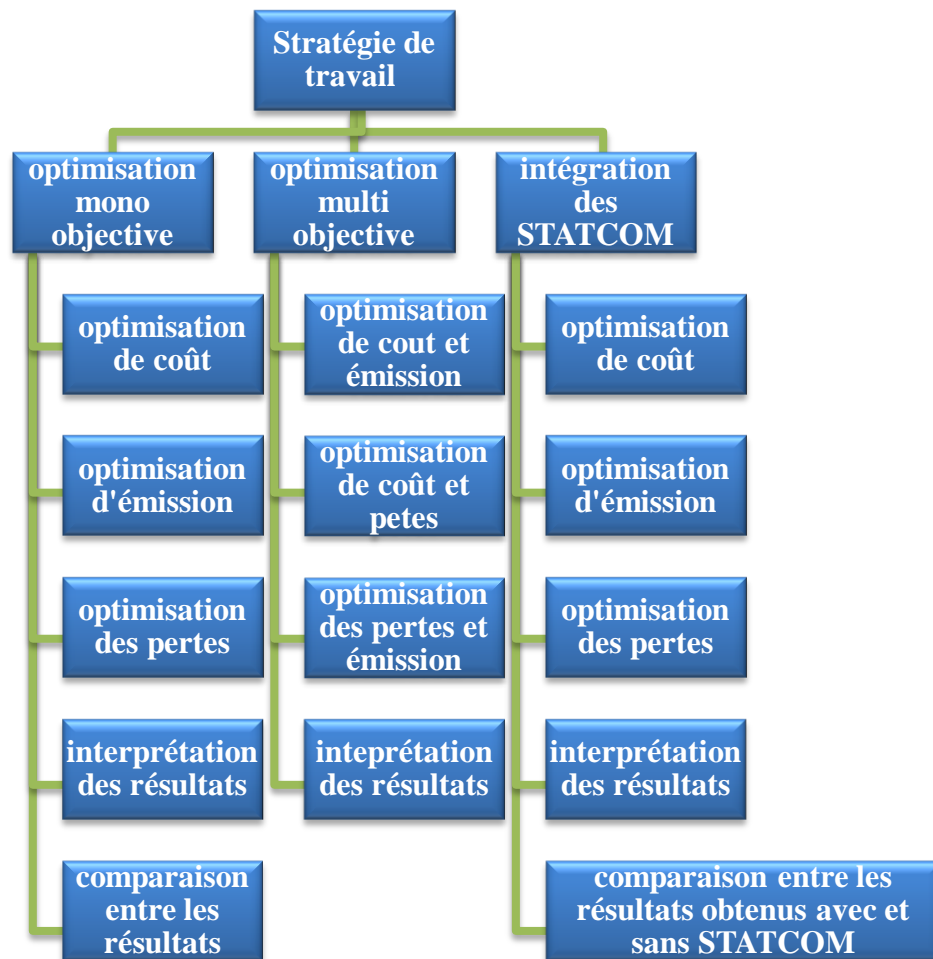 Stratégie de
travail
optimisation
mono
objective
optimisation
de coût
optimisation
d'émission
optimisation
des pertes
interprétation
des résultats
comparaison
entre les
résultats
optimisation
multi
objective
optimisation
de cout et
émission
optimisation
de coût et
petes
optimisation
des pertes et
émission
inteprétation
des résultats
intégration
des
STATCOM
optimisation
de coût
optimisation
d'émission
optimisation
des pertes
interprétation
des résultats
comparaison entre les
résultats obtenus avec et
sans STATCOM